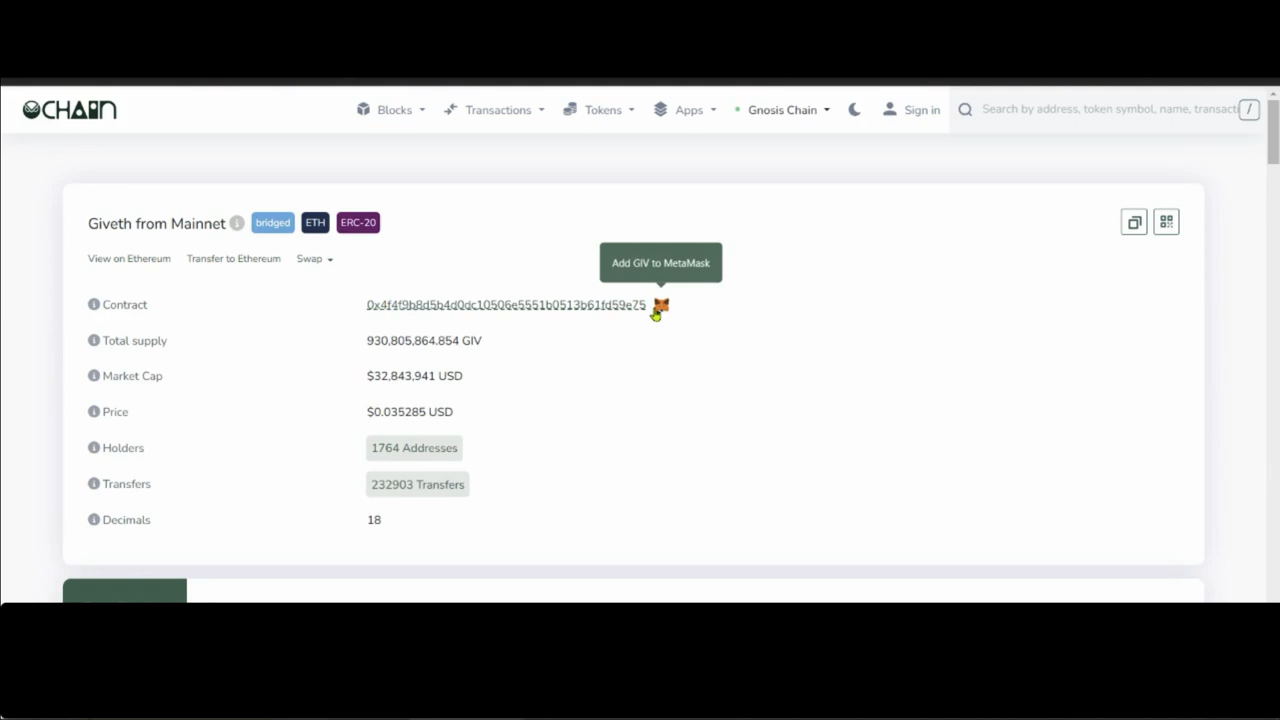 CHAIN Blocks Transactions Tokens Apps Gnosis Chain Sign in Search by address, token symbol, name, transacti /
Giveth from Mainnet bridged ETH ERC-20
View on Ethereum Transfer to Ethereum Swap
Add GIV to MetaMask
Contract 0x4f4f9b8d5b4d0dc10506e5551b0513b61fd59e75
Total supply 930,805,864.854 GIV
Market Cap $32,843,941 USD
Price $0.035285 USD
Holders 1764 Addresses
Transfers 232903 Transfers
Decimals 18